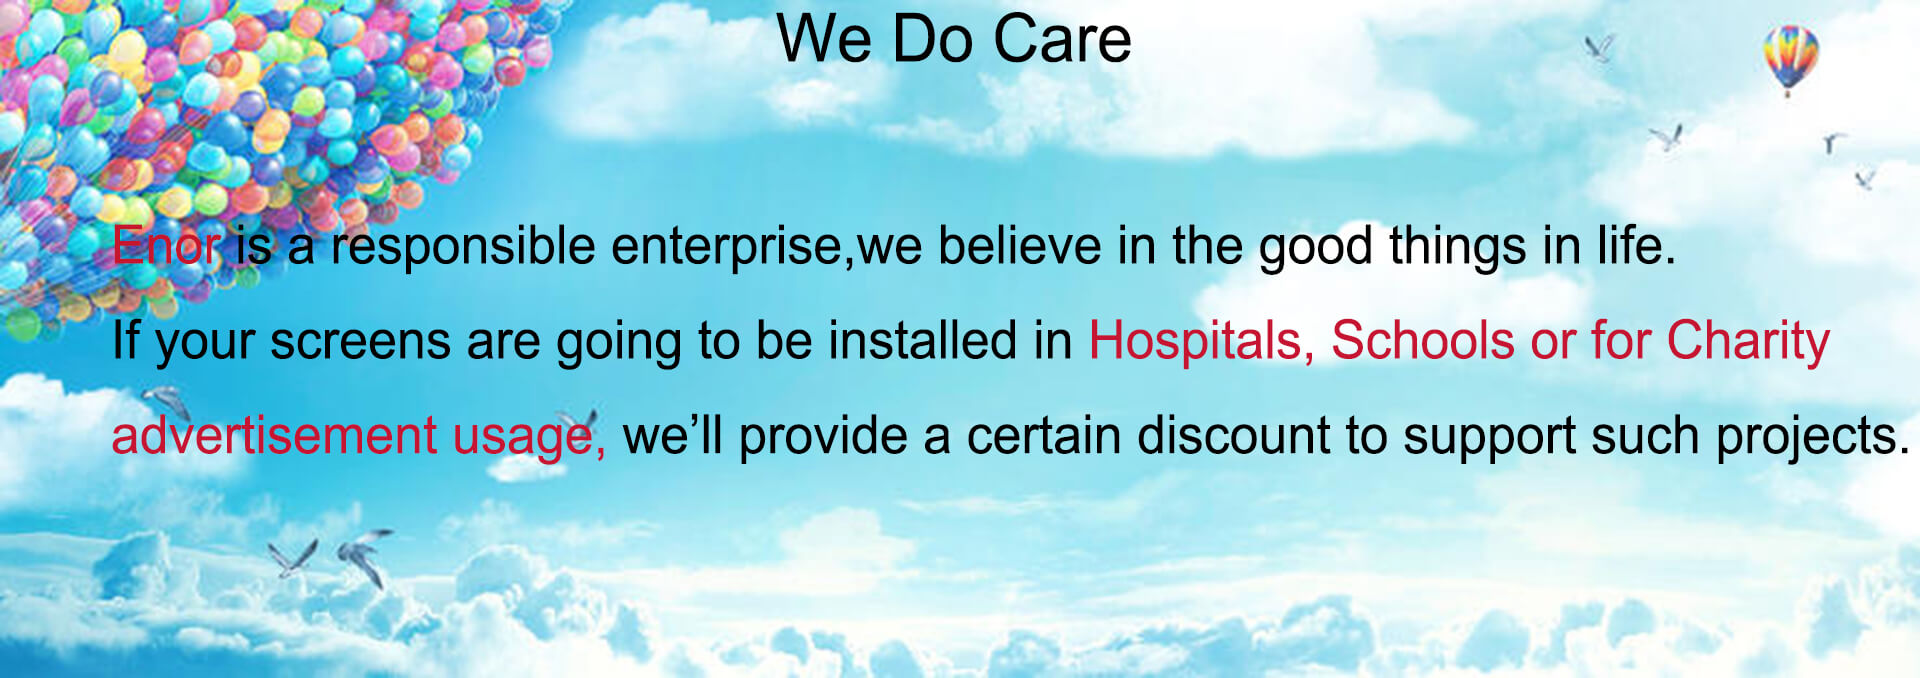 We Do Care
Enor is a responsible enterprise,we believe in the good things in life.
If your screens are going to be installed in Hospitals, Schools or for Charity
advertisement usage, we’ll provide a certain discount to support such projects.